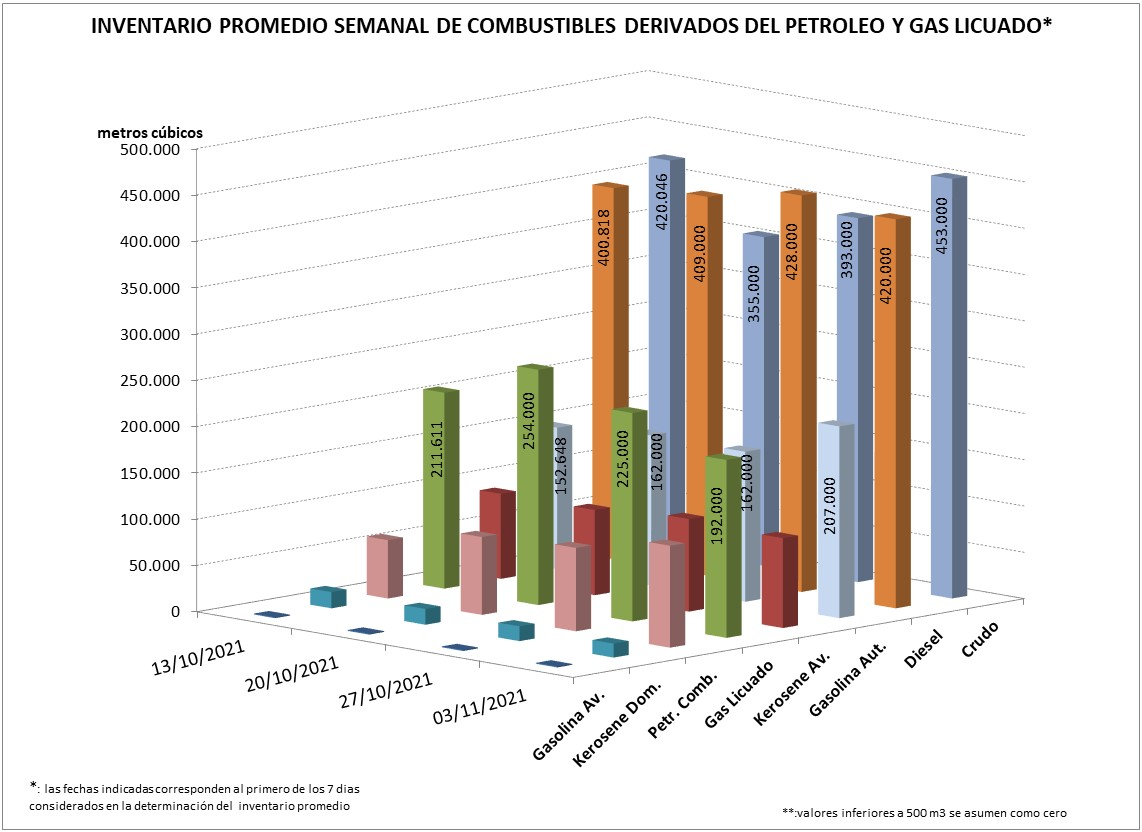 INVENTARIO PROMEDIO SEMANAL DE COMBUSTIBLES DERIVADOS DEL PETROLEO Y GAS LICUADO*
metros cúbicos
500.000
450.000
400.000
350.000
300.000
250.000
200.000
150.000
100.000
50.000
0
400.818
420.046
409.000
355.000
428.000
393.000
420.000
453.000
211.611
254.000
152.648
225.000
162.000
192.000
162.000
207.000
13/10/2021
20/10/2021
27/10/2021
03/11/2021
Gasolina Av.
Kerosene Dom.
Petr. Comb.
Gas Licuado
Kerosene Av.
Gasolina Aut.
Diesel
Crudo
*: las fechas indicadas corresponden al primero de los 7 dias
considerados en la determinación del inventario promedio
**:valores inferiores a 500 m3 se asumen como cero